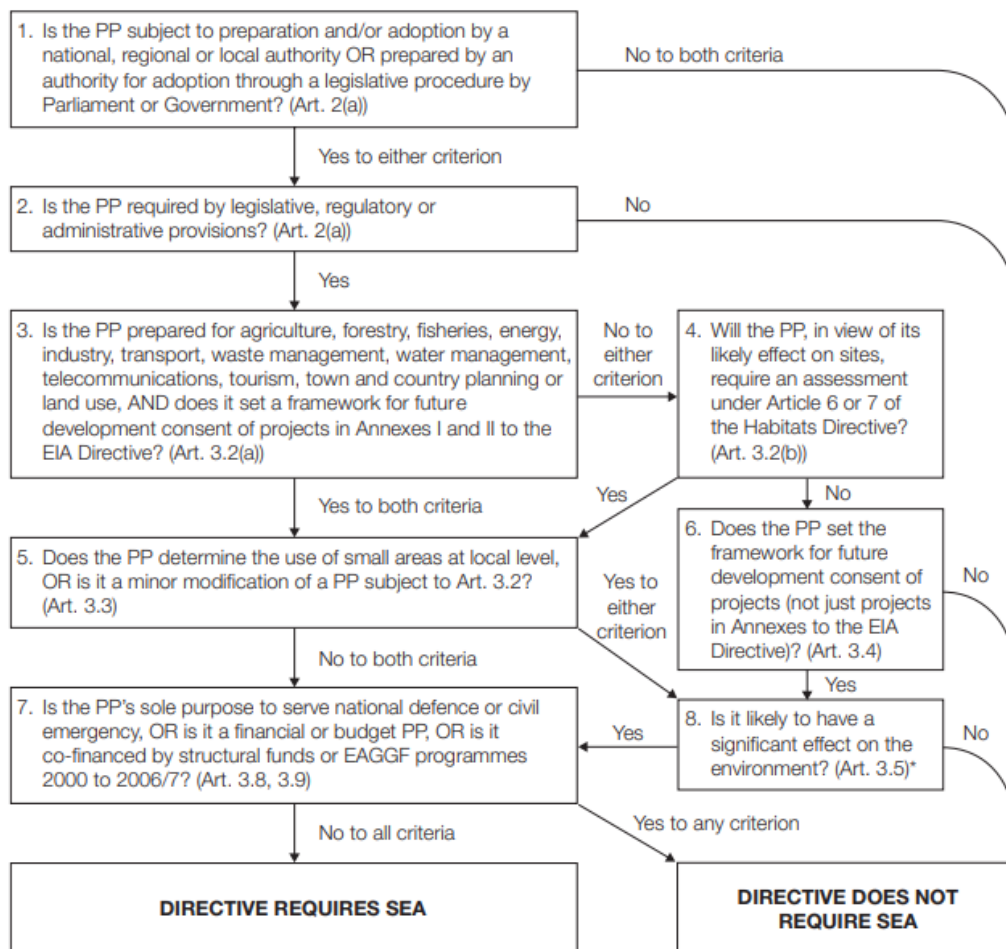 1. Is the PP subject to preparation and/or adoption by a
national, regional or local authority OR prepared by an
authority for adoption through a legislative procedure by
Parliament or Government? (Art. 2(a))
No to both criteria
Yes to either criterion
2. Is the PP required by legislative, regulatory or
administrative provisions? (Art. 2(a))
No
Yes
3. Is the PP prepared for agriculture, forestry, fisheries, energy,
industry, transport, waste management, water management,
telecommunications, tourism, town and country planning or
land use, AND does it set a framework for future
development consent of projects in Annexes I and II to the
EIA Directive? (Art. 3.2(a))
No to
either
criterion
4. Will the PP, in view of its
likely effect on sites,
require an assessment
under Article 6 or 7 of
the Habitats Directive?
(Art. 3.2(b))
Yes to both criteria
Yes
No
5. Does the PP determine the use of small areas at local level,
OR is it a minor modification of a PP subject to Art. 3.2?
(Art. 3.3)
Yes to
either
criterion
6. Does the PP set the
framework for future
development consent of
projects (not just projects
in Annexes to the EIA
Directive)? (Art. 3.4)
No
No to both criteria
Yes
7. Is the PP's sole purpose to serve national defence or civil
emergency, OR is it a financial or budget PP, OR is it
co-financed by structural funds or EAGGF programmes
2000 to 2006/7? (Art. 3.8, 3.9)
Yes
8. Is it likely to have a
significant effect on the
environment? (Art. 3.5)*
No
No to all criteria
Yes to any criterion
DIRECTIVE REQUIRES SEA
DIRECTIVE DOES NOT
REQUIRE SEA